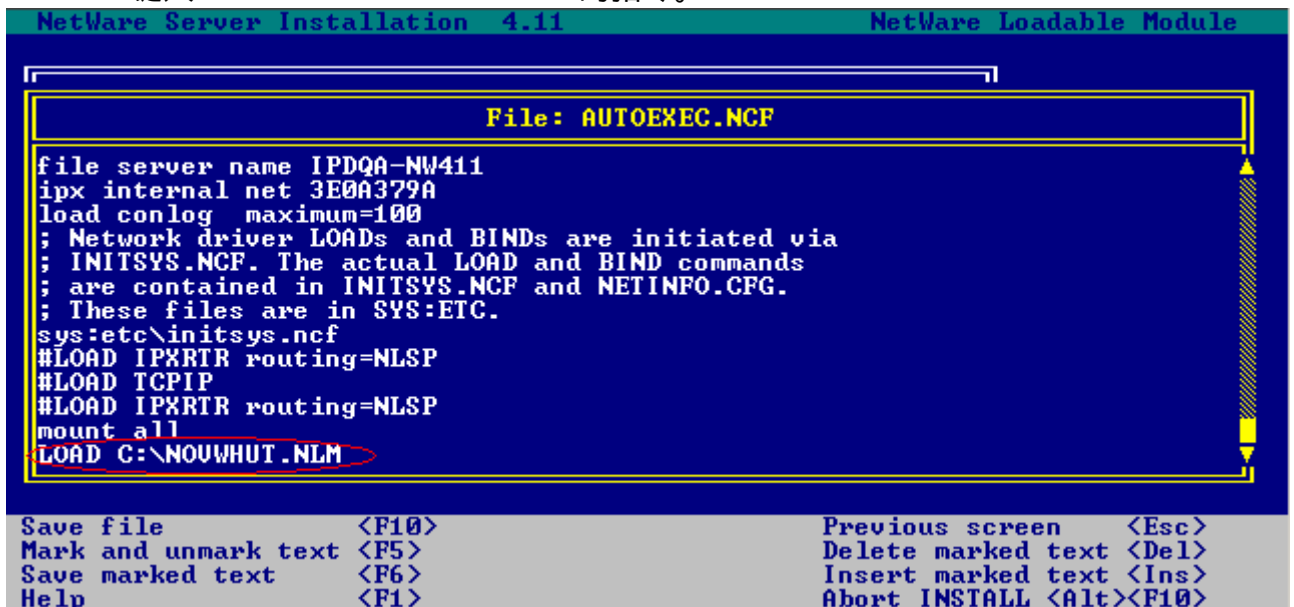 NetWare Server Installation 4.11 NetWare Loadable Module
File: AUTOEXEC.NCF
file server name IPDQA-NW411
ipx internal net 3E0A379A
load conlog maximum=100
; Network driver LOADs and BINDs are initiated via
; INITSYS.NCF. The actual LOAD and BIND commands
; are contained in INITSYS.NCF and NETINFO.CFG.
; These files are in SYS:ETC.
sys:etc\initsys.ncf
#LOAD IPXRTR routing=NLSP
#LOAD TCPIP
#LOAD IPXRTR routing=NLSP
mount all
LOAD C:\NOVWHUT.NLM
Save file <F10> Previous screen <Esc>
Mark and unmark text <F5> Delete marked text <Del>
Save marked text <F6> Insert marked text <Ins>
Help <F1> Abort INSTALL <Alt><F10>